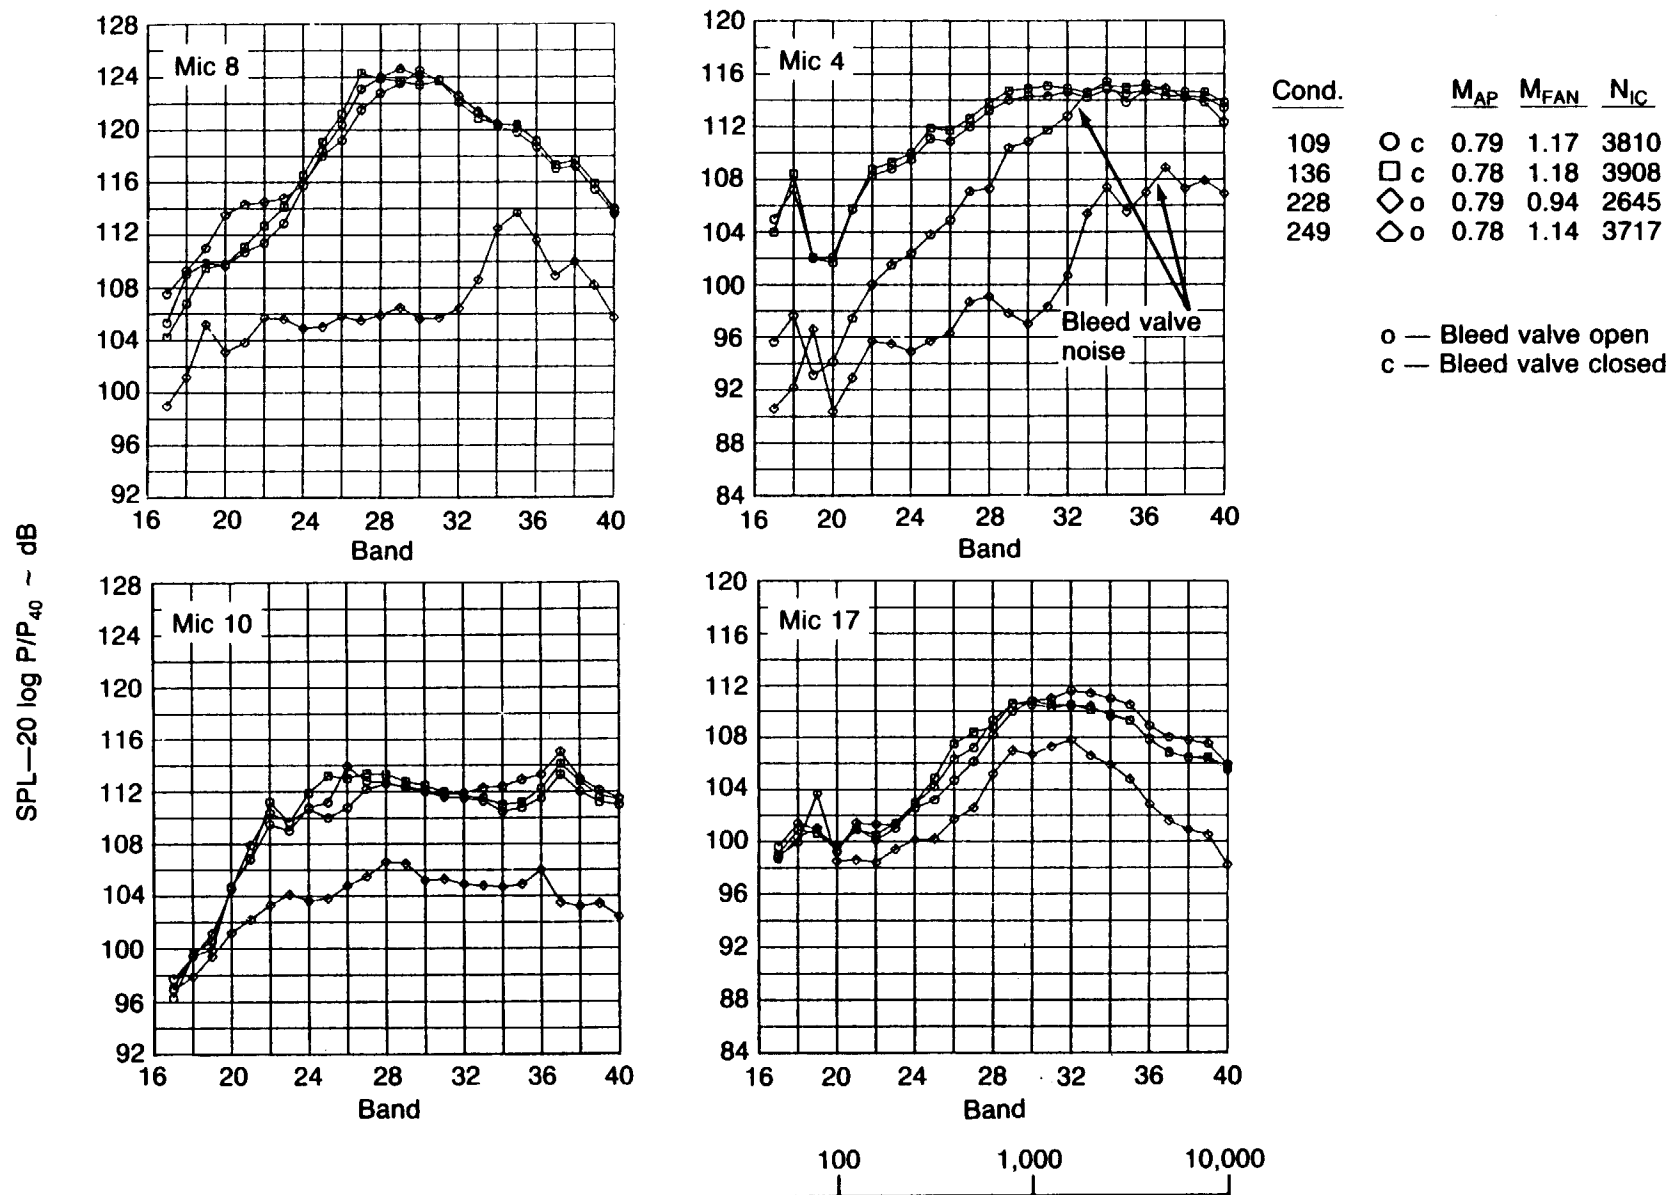 SPL—20 log P/P40 ~ dB
Mic 8
128
124
120
116
112
108
104
100
96
92
16 20 24 28 32 36 40
Band
Mic 4
120
116
112
108
104
100
96
92
88
84
Bleed valve
noise
16 20 24 28 32 36 40
Band
Cond. MAP MFAN NIC
109 c 0.79 1.17 3810
136 c 0.78 1.18 3908
228 o 0.79 0.94 2645
249 o 0.78 1.14 3717
o — Bleed valve open
c — Bleed valve closed
Mic 10
128
124
120
116
112
108
104
100
96
92
16 20 24 28 32 36 40
Band
Mic 17
120
116
112
108
104
100
96
92
88
84
16 20 24 28 32 36 40
Band
100 1,000 10,000